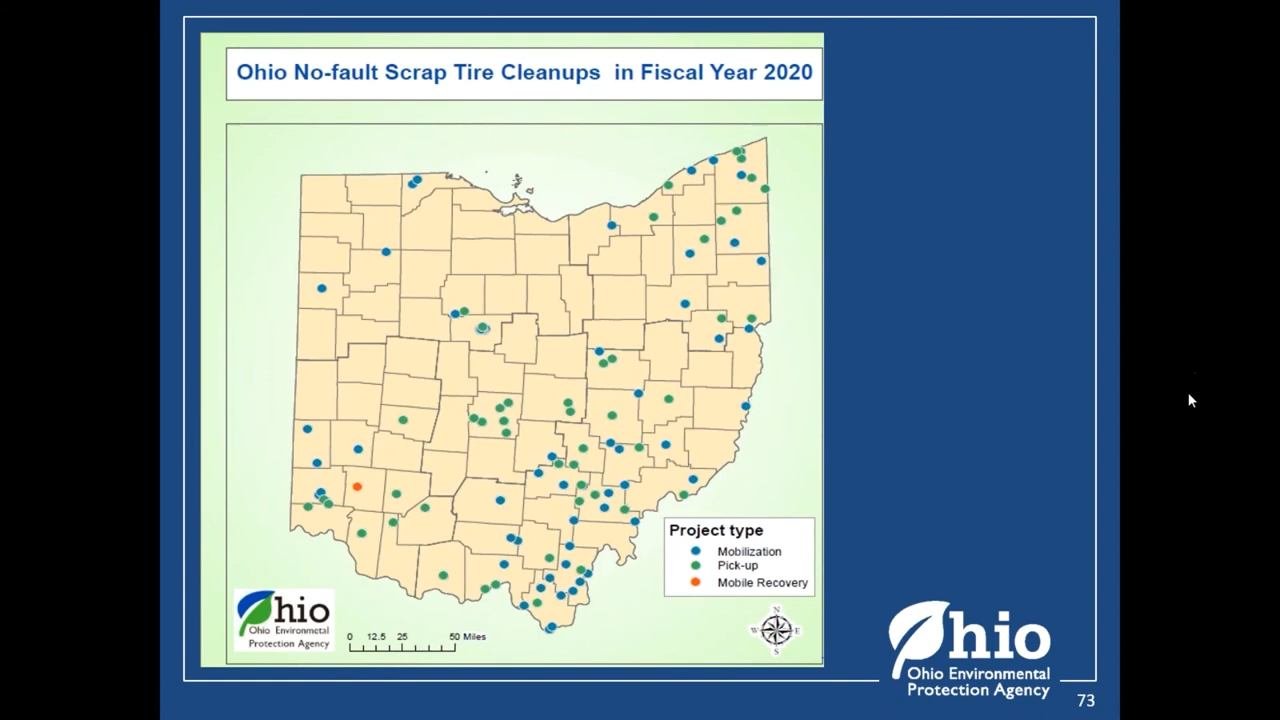 Ohio No-fault Scrap Tire Cleanups in Fiscal Year 2020
Project type
Mobilization
Pick-up
Mobile Recovery
Ohio
Ohio Environmental
Protection Agency
0 12.5 25 50 Miles
N
W E
S
Ohio
Ohio Environmental
Protection Agency
73